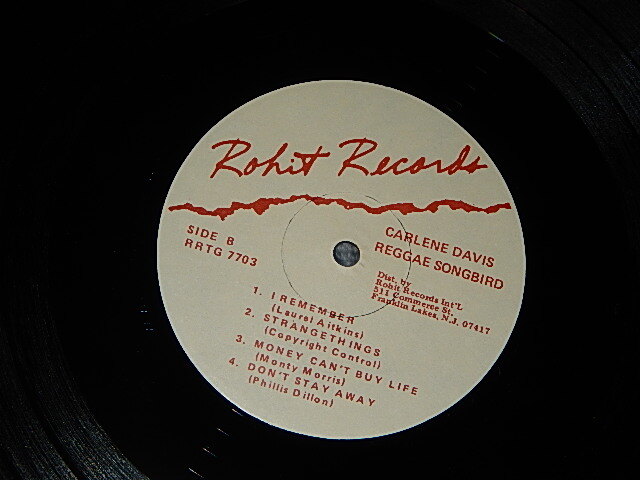 Rohit Records
SIDE B
RRTG 7703
CARLENE DAVIS
REGGAE SONGBIRD
Dist. by
Rohit Records Int'L
511 Commerce St.
Franklin Lakes, N.J. 07417
1. I REMEMBER
(Laurel Aitkins)
2. STRANGETHINGS
(Copyright Control)
3. MONEY CAN'T BUY LIFE
(Monty Morris)
4. DON'T STAY AWAY
(Phillis Dillon)